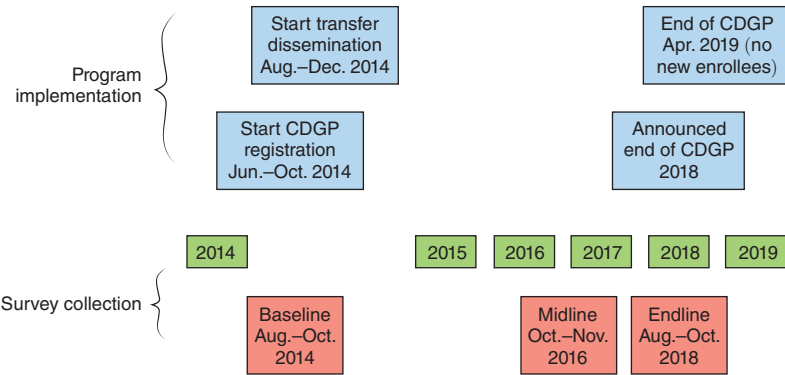 Program
implementation
Start transfer
dissemination
Aug.–Dec. 2014
End of CDGP
Apr. 2019 (no
new enrollees)
Start CDGP
registration
Jun.–Oct. 2014
Announced
end of CDGP
2018
2014
2015
2016
2017
2018
2019
Survey collection
Baseline
Aug.–Oct.
2014
Midline
Oct.–Nov.
2016
Endline
Aug.–Oct.
2018